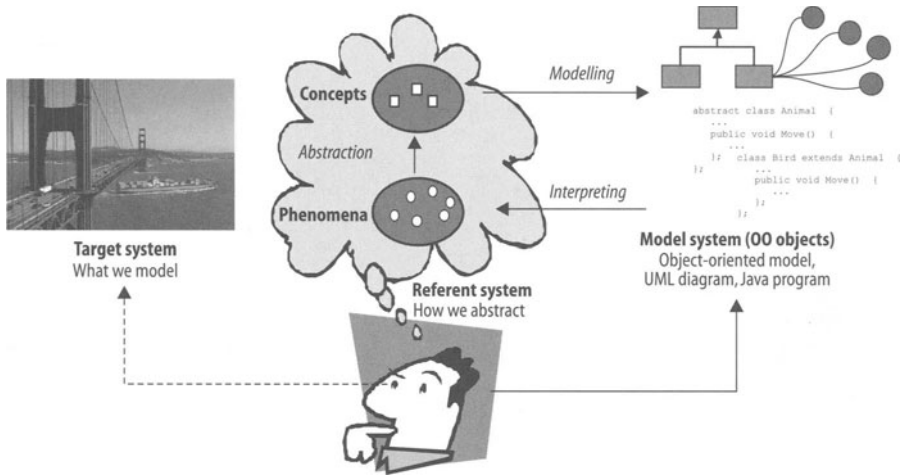 Concepts
Abstraction
Phenomena
Modelling
Interpreting
Target system
What we model
Referent system
How we abstract
abstract class Animal {
...
public void Move() {
...
}; class Bird extends Animal {
}; ...
public void Move() {
...
};
};
Model system (OO objects)
Object-oriented model,
UML diagram, Java program